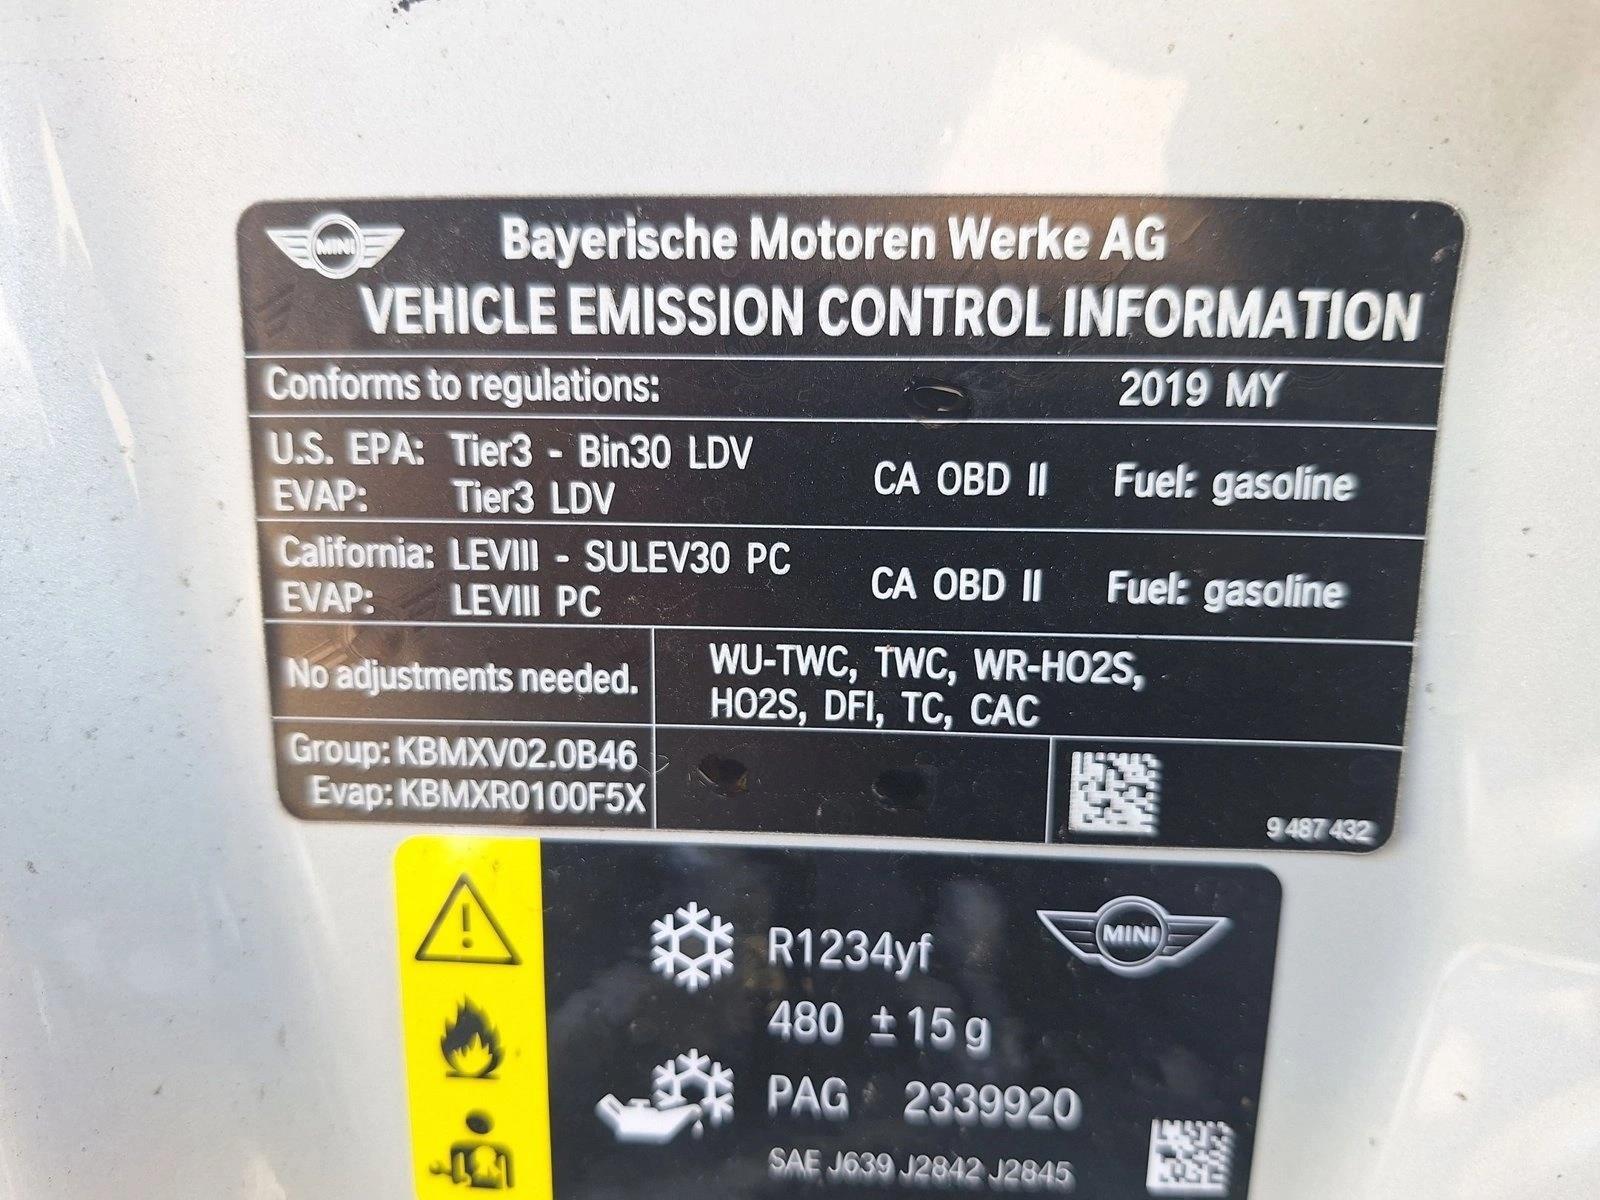 MINI
Bayerische Motoren Werke AG
VEHICLE EMISSION CONTROL INFORMATION
Conforms to regulations: 2019 MY
U.S. EPA: Tier3 - Bin30 LDV
EVAP: Tier3 LDV
CA OBD II Fuel: gasoline
California: LEVIII - SULEV30 PC
EVAP: LEVIII PC
CA OBD II Fuel: gasoline
No adjustments needed.
WU-TWC, TWC, WR-HO2S,
HO2S, DFI, TC, CAC
Group: KBMXV02.0B46
Evap: KBMXR0100F5X
9 487 432
R1234yf
MINI
480 ± 15 g
PAG 2339920
SAE J639 J2842 J2845